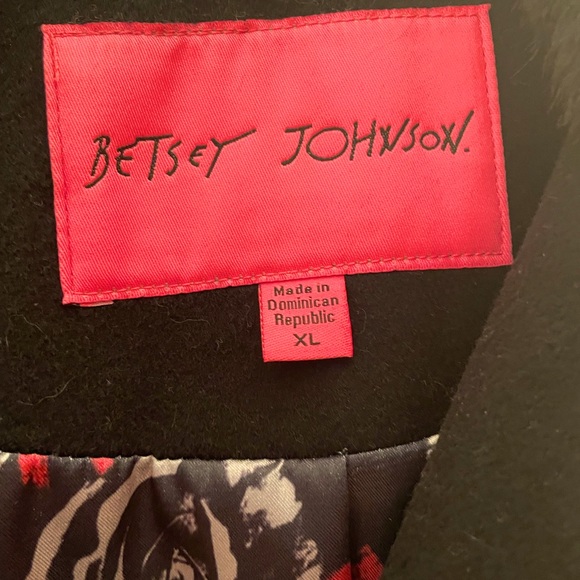 BETSEY JOHNSON.
Made in
Dominican
Republic
XL